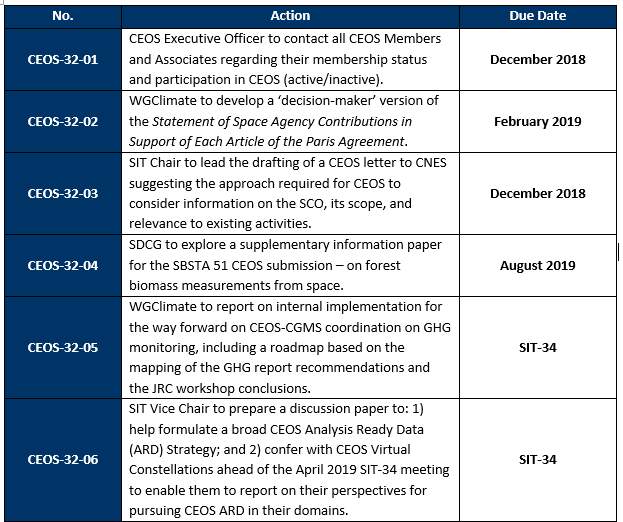 No. Action Due Date
CEOS-32-01
CEOS Executive Officer to contact all CEOS Members
and Associates regarding their membership status
and participation in CEOS (active/inactive).
December 2018
CEOS-32-02
WGClimate to develop a ‘decision-maker’ version of
the Statement of Space Agency Contributions in
Support of Each Article of the Paris Agreement.
February 2019
CEOS-32-03
SIT Chair to lead the drafting of a CEOS letter to CNES
suggesting the approach required for CEOS to
consider information on the SCO, its scope, and
relevance to existing activities.
December 2018
CEOS-32-04
SDCG to explore a supplementary information paper
for the SBSTA 51 CEOS submission – on forest
biomass measurements from space.
August 2019
CEOS-32-05
WGClimate to report on internal implementation for
the way forward on CEOS-CGMS coordination on GHG
monitoring, including a roadmap based on the
mapping of the GHG report recommendations and
the JRC workshop conclusions.
SIT-34
CEOS-32-06
SIT Vice Chair to prepare a discussion paper to: 1)
help formulate a broad CEOS Analysis Ready Data
(ARD) Strategy; and 2) confer with CEOS Virtual
Constellations ahead of the April 2019 SIT-34 meeting
to enable them to report on their perspectives for
pursuing CEOS ARD in their domains.
SIT-34